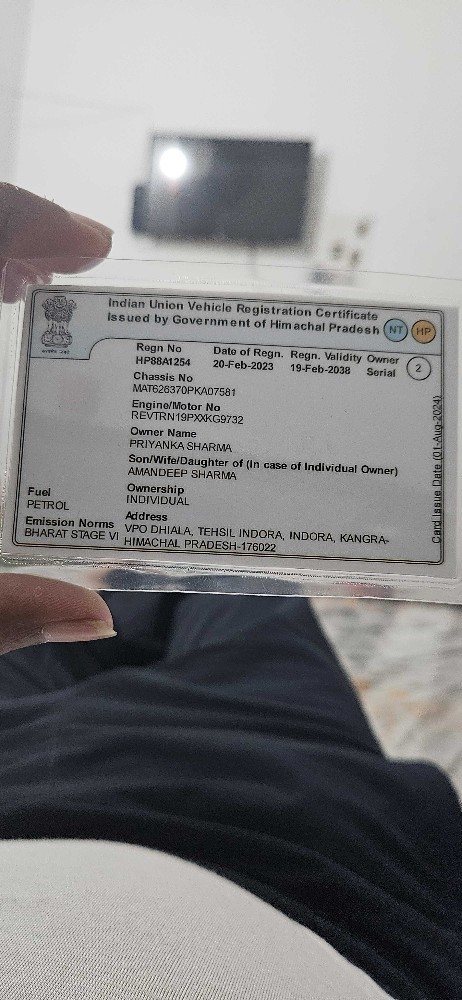 Indian Union Vehicle Registration Certificate
Issued by Government of Himachal Pradesh NT HP
Regn No Date of Regn. Regn. Validity Owner Serial 2
HP88A1254 20-Feb-2023 19-Feb-2038
Chassis No
MAT626370PKA07581
Engine/Motor No
REVTRN19PXXKG9732
Owner Name
PRIYANKA SHARMA
Son/Wife/Daughter of (In case of Individual Owner)
AMANDEEP SHARMA
Ownership
INDIVIDUAL
Fuel
PETROL
Emission Norms
BHARAT STAGE VI
Address
VPO DHIALA, TEHSIL INDORA, INDORA, KANGRA-
HIMACHAL PRADESH-176022
Card Issue Date (01-Aug-2024)